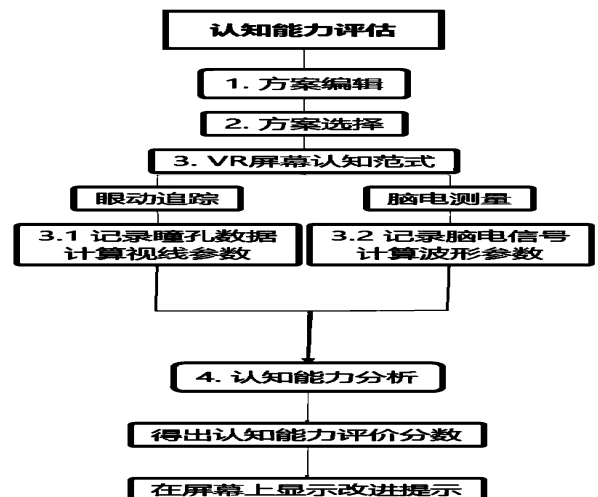 认知能力评估
1. 方案编辑
2. 方案选择
3. VR屏幕认知范式
眼动追踪
脑电测量
3.1 记录瞳孔数据
计算视线参数
3.2 记录脑电信号
计算波形参数
4. 认知能力分析
得出认知能力评价分数
在屏幕上显示改进提示